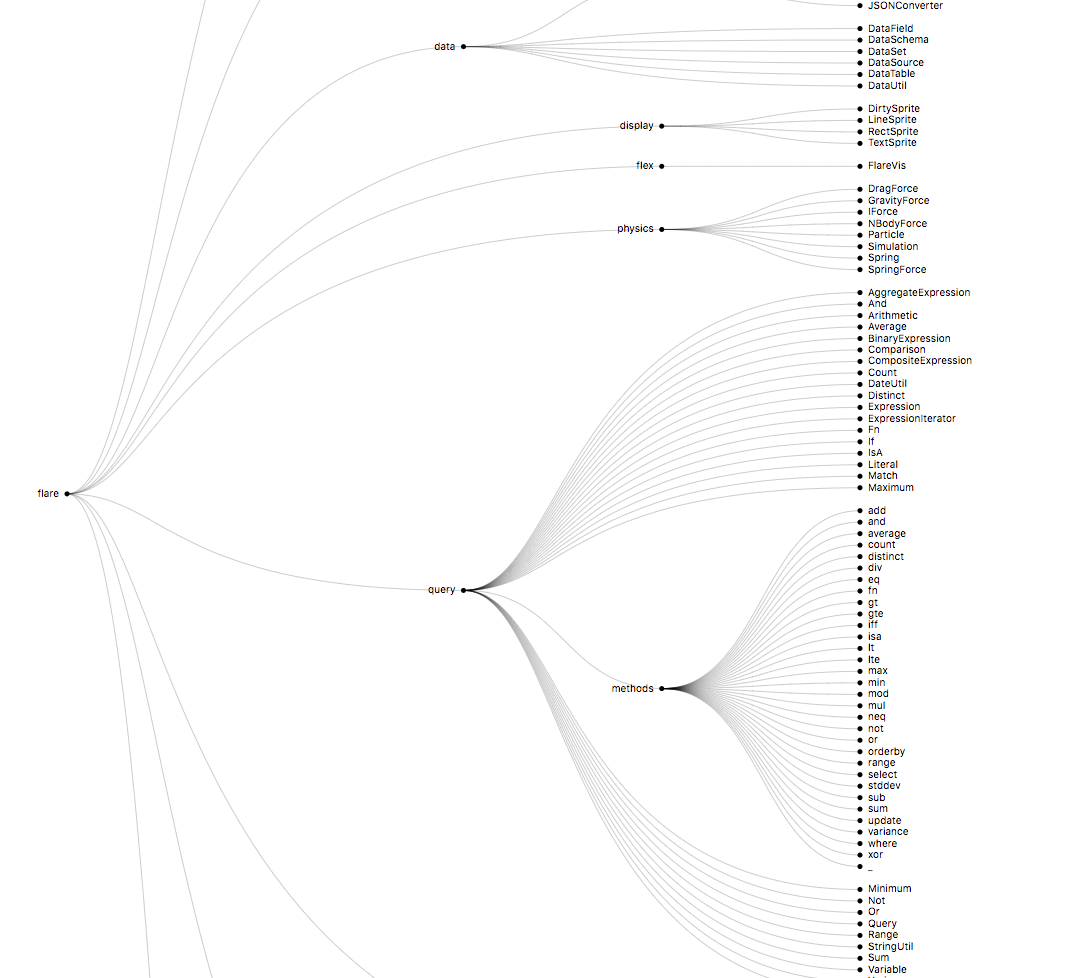 JSONConverter
data
DataField
DataSchema
DataSet
DataSource
DataTable
DataUtil
display
DirtySprite
LineSprite
RectSprite
TextSprite
flex
FlareVis
physics
DragForce
GravityForce
IForce
NBodyForce
Particle
Simulation
Spring
SpringForce
AggregateExpression
And
Arithmetic
Average
BinaryExpression
Comparison
CompositeExpression
Count
DateUtil
Distinct
Expression
ExpressionIterator
Fn
If
IsA
Literal
Match
Maximum
flare
query
methods
add
and
average
count
distinct
div
eq
fn
gt
gte
iff
isa
lt
lte
max
min
mod
mul
neq
not
or
orderby
range
select
stddev
sub
sum
update
variance
where
xor
_
Minimum
Not
Or
Query
Range
StringUtil
Sum
Variable